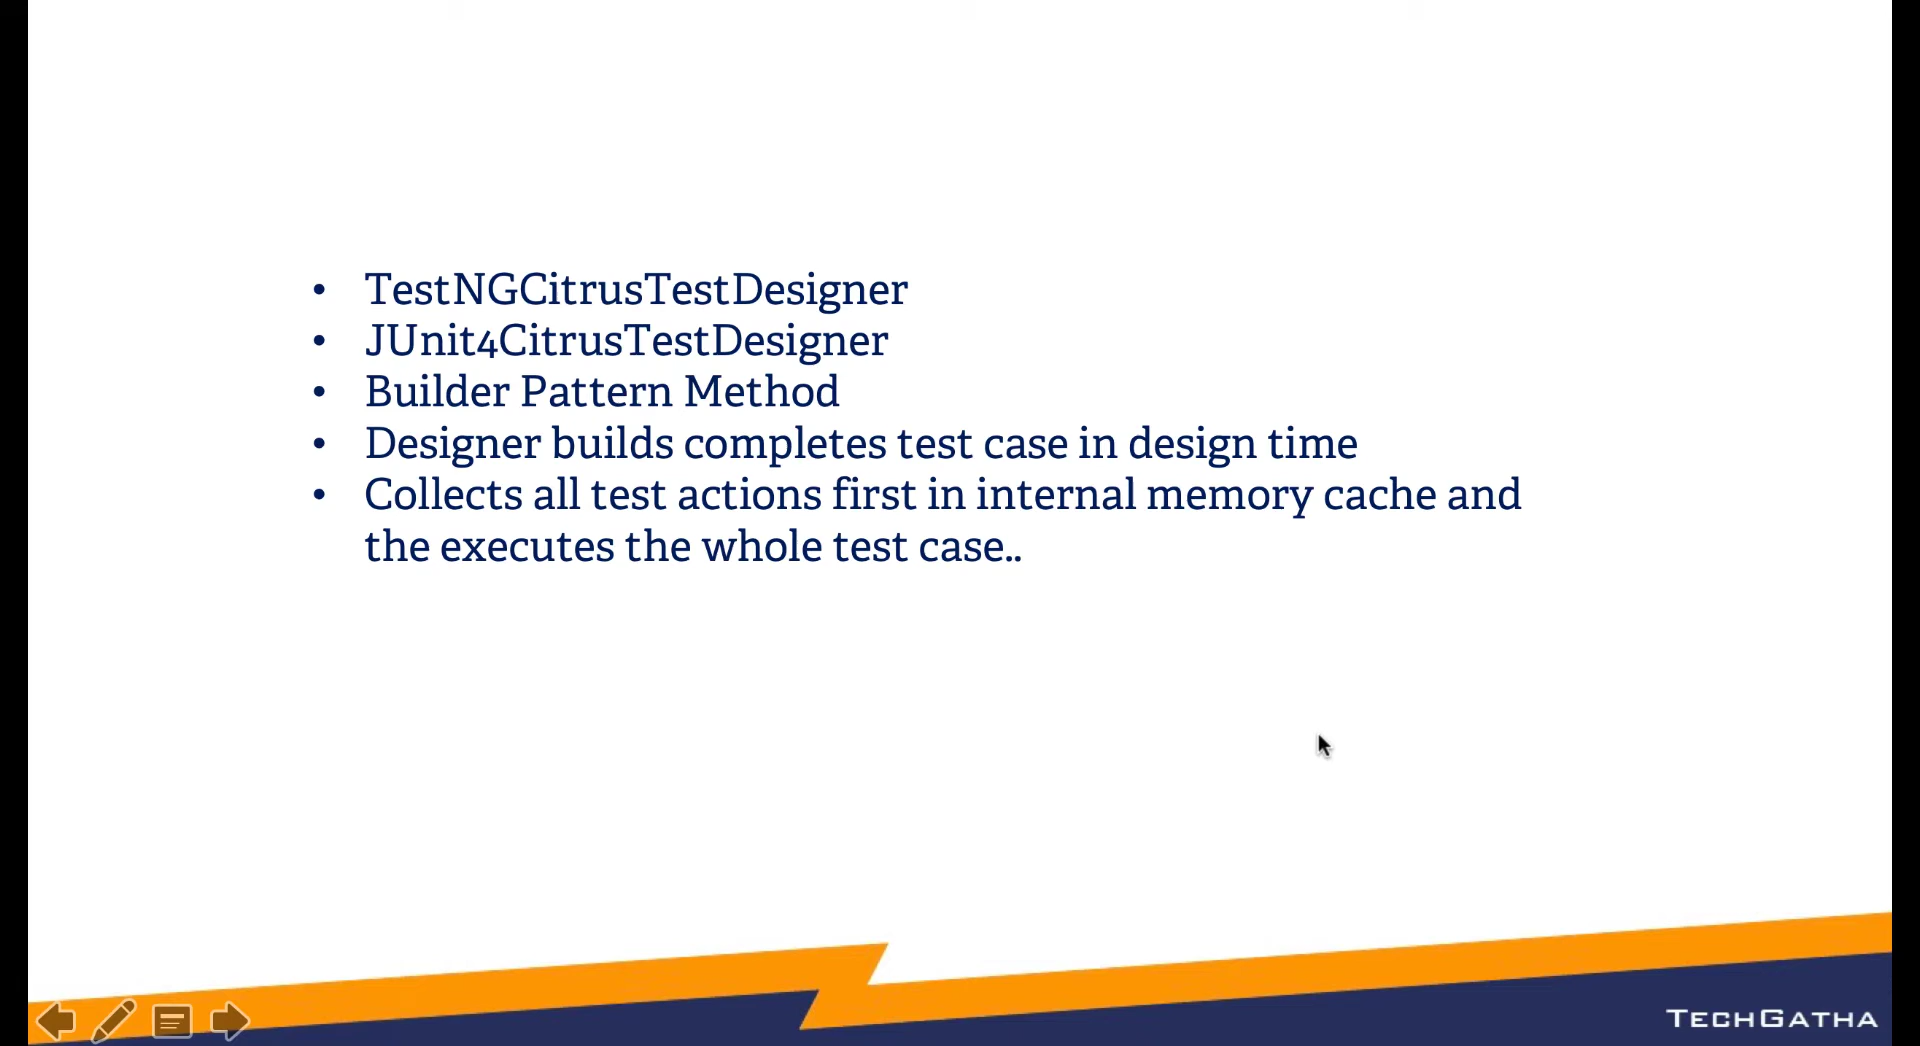 • TestNGCitrusTestDesigner
• JUnit4CitrusTestDesigner
• Builder Pattern Method
• Designer builds completes test case in design time
• Collects all test actions first in internal memory cache and
the executes the whole test case..
TECHGATHA